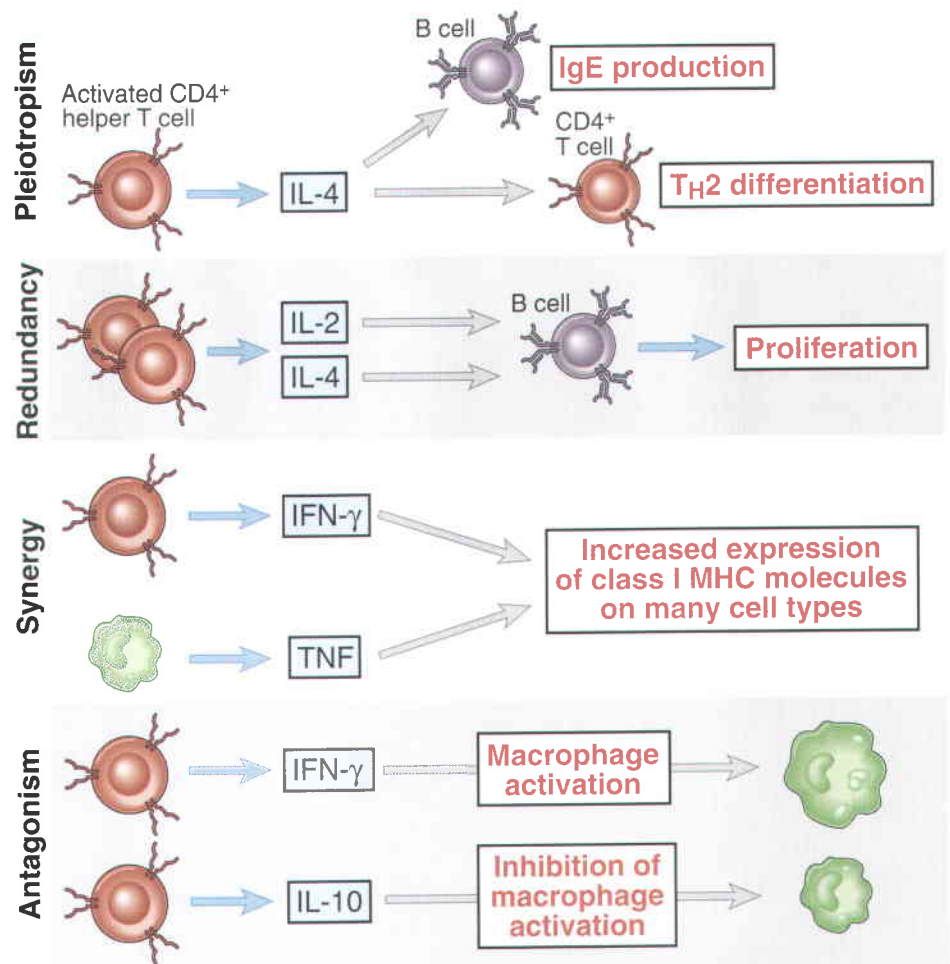 Pleiotropism
Activated CD4+
helper T cell
IL-4
B cell
IgE production
CD4+
T cell
TH2 differentiation
Redundancy
IL-2
IL-4
B cell
Proliferation
Synergy
IFN-γ
TNF
Increased expression
of class I MHC molecules
on many cell types
Antagonism
IFN-γ
Macrophage
activation
IL-10
Inhibition of
macrophage
activation